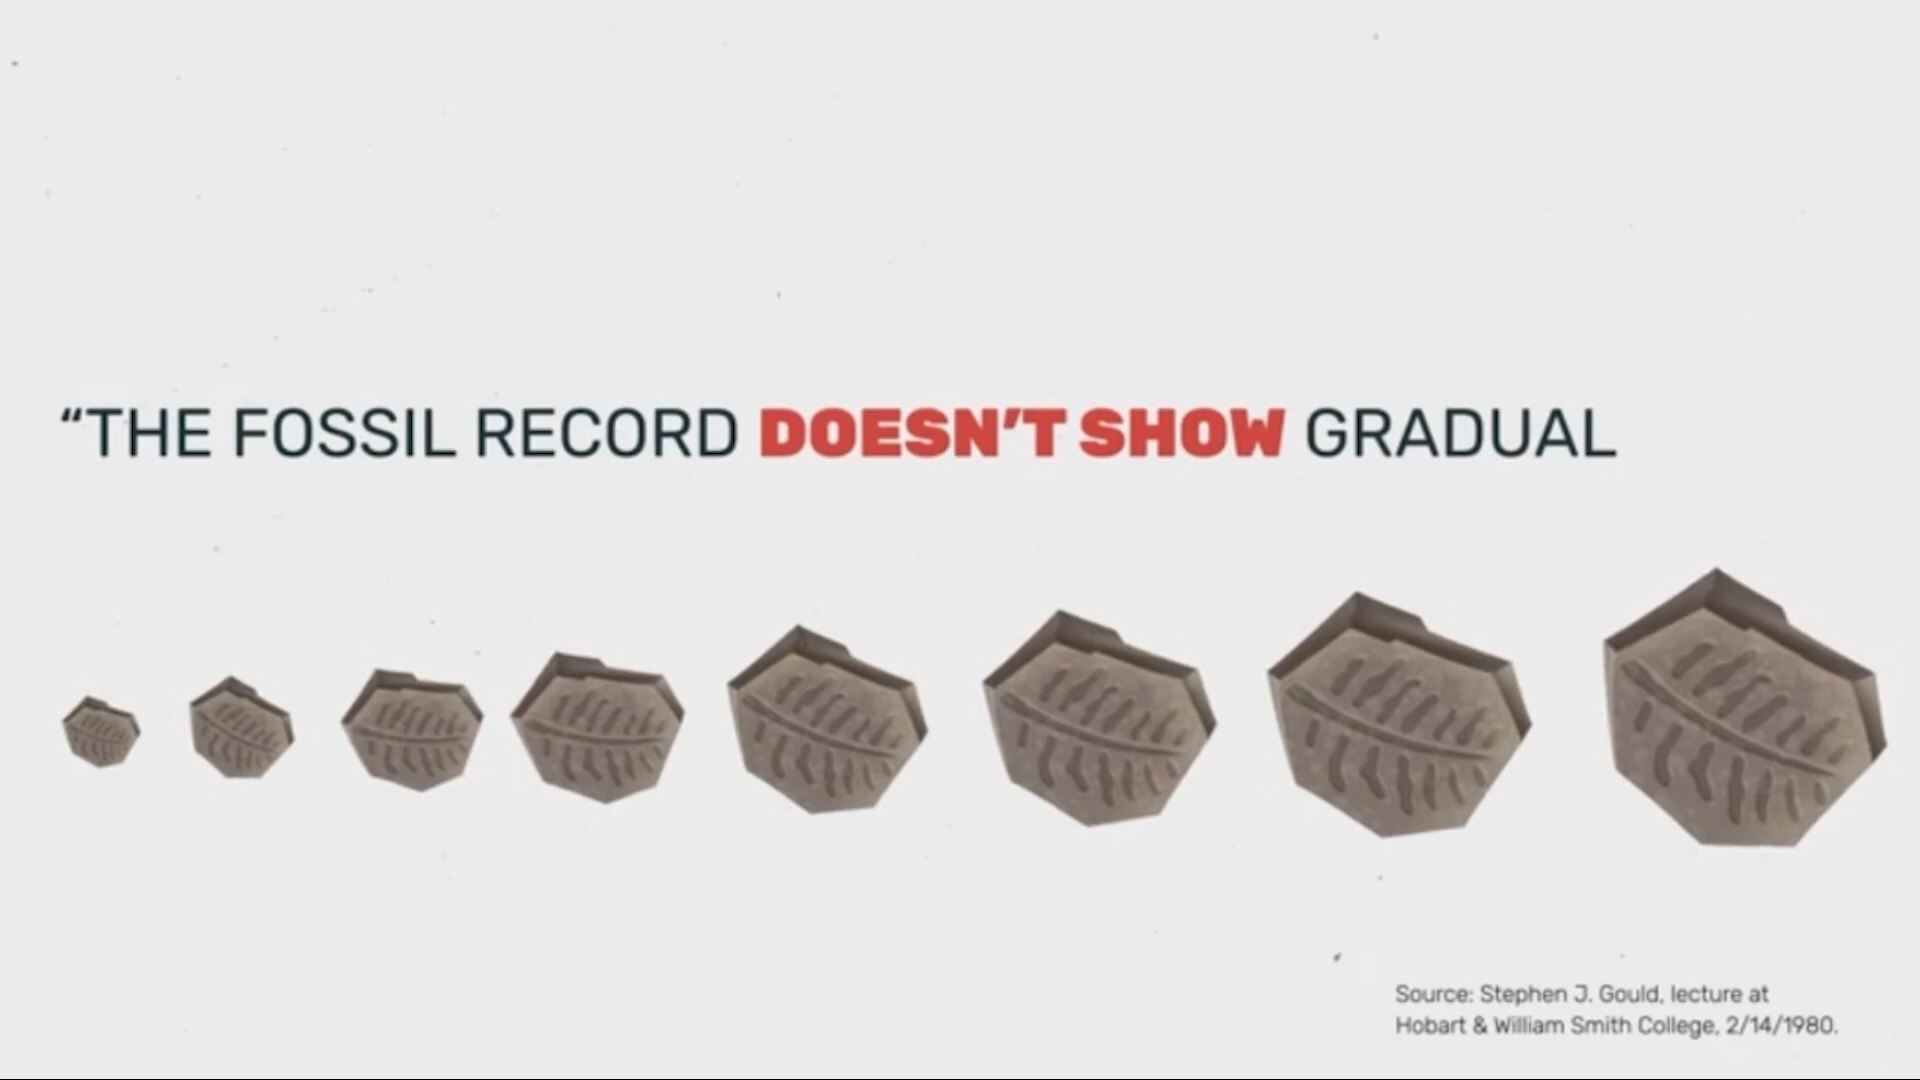 “THE FOSSIL RECORD DOESN’T SHOW GRADUAL
Source: Stephen J. Gould, lecture at
Hobart & William Smith College, 2/14/1980.